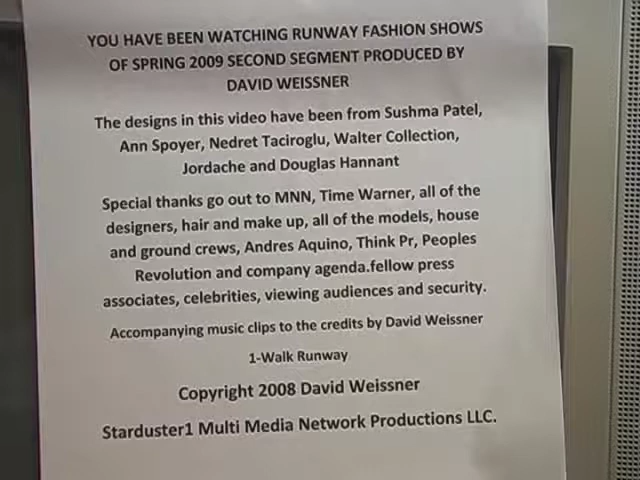 YOU HAVE BEEN WATCHING RUNWAY FASHION SHOWS
OF SPRING 2009 SECOND SEGMENT PRODUCED BY
DAVID WEISSNER
The designs in this video have been from Sushma Patel,
Ann Spoyer, Nedret Taciroglu, Walter Collection,
Jordache and Douglas Hannant
Special thanks go out to MNN, Time Warner, all of the
designers, hair and make up, all of the models, house
and ground crews, Andres Aquino, Think Pr, Peoples
Revolution and company agenda.fellow press
associates, celebrities, viewing audiences and security.
Accompanying music clips to the credits by David Weissner
1-Walk Runway
Copyright 2008 David Weissner
Starduster1 Multi Media Network Productions LLC.